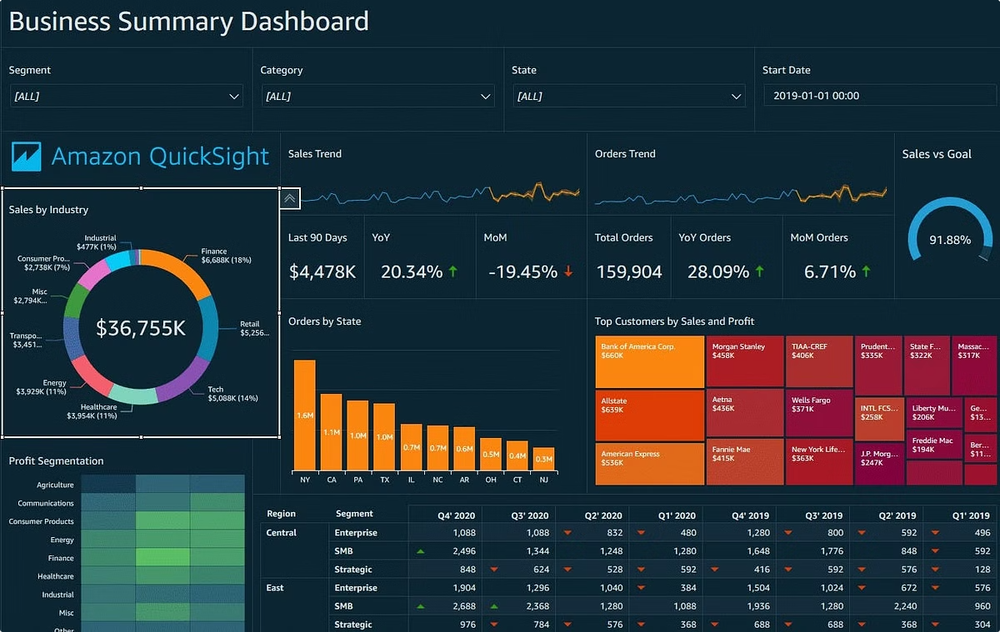 Business Summary Dashboard
Segment
[ALL]
Category
[ALL]
State
[ALL]
Start Date
2019-01-01 00:00
Amazon QuickSight
Sales Trend
Orders Trend
Sales vs Goal
91.88%
Last 90 Days
$4,478K
YoY
20.34%
MoM
-19.45%
Total Orders
159,904
YoY Orders
28.09%
MoM Orders
6.71%
Sales by Industry
Industrial
$477K (1%)
Consumer Pro...
$2,738K (7%)
Misc
$2,794K...
Transpo...
$3,451...
Energy
$3,929K (11%)
Healthcare
$3,954K (11%)
Finance
$6,688K (18%)
Retail
$5,256...
Tech
$5,088K (14%)
$36,755K
Orders by State
1.6M 1.1M 1.0M 1.0M 0.7M 0.7M 0.6M 0.5M 0.4M 0.3M
NY CA PA TX IL NC AR OH CT NJ
Top Customers by Sales and Profit
Bank of America Corp.
$660K
Allstate
$639K
American Express
$536K
Morgan Stanley
$458K
Aetna
$436K
Fannie Mae
$415K
TIAA-CREF
$406K
Wells Fargo
$371K
New York Life...
$363K
Prudent...
$335K
State F...
$322K
Massac...
$317K
INTL FCS...
$258K
J.P. Morg...
$247K
Liberty Mu...
$206K
Freddie Mac
$194K
Ge...
$13...
Ber...
$11...
Profit Segmentation
Agriculture
Communications
Consumer Products
Energy
Finance
Healthcare
Industrial
Misc
Other
Region Segment Q4' 2020 Q3' 2020 Q2' 2020 Q1' 2020 Q4' 2019 Q3' 2019 Q2' 2019 Q1' 2019
Central Enterprise 1,088 1,088 832 480 1,280 800 592 496
SMB 2,496 1,344 1,248 1,280 1,648 1,776 848 592
Strategic 848 624 528 592 416 592 576 128
East Enterprise 1,904 1,296 1,040 384 1,504 1,024 672 576
SMB 2,688 2,368 1,280 1,088 1,936 1,280 2,240 960
Strategic 976 784 576 368 688 688 368 304